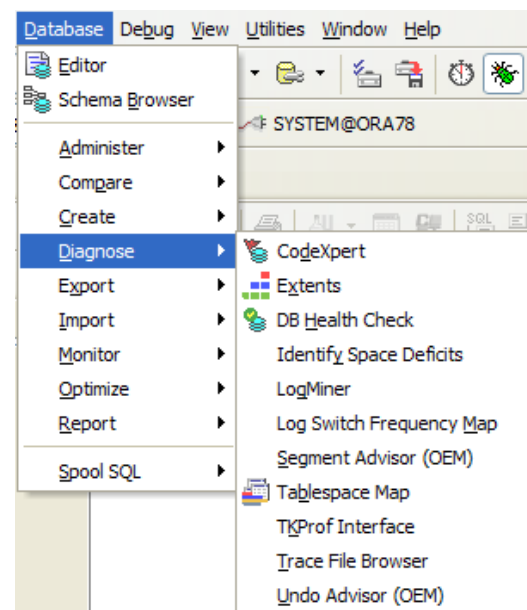 Database Debug View Utilities Window Help
Editor
Schema Browser
SYSTEM@ORA78
Administer
Compare
Create
SQL
Diagnose
Export
Import
Monitor
Optimize
Report
Spool SQL
CodeXpert
Extents
DB Health Check
Identify Space Deficits
LogMiner
Log Switch Frequency Map
Segment Advisor (OEM)
Tablespace Map
TKProf Interface
Trace File Browser
Undo Advisor (OEM)